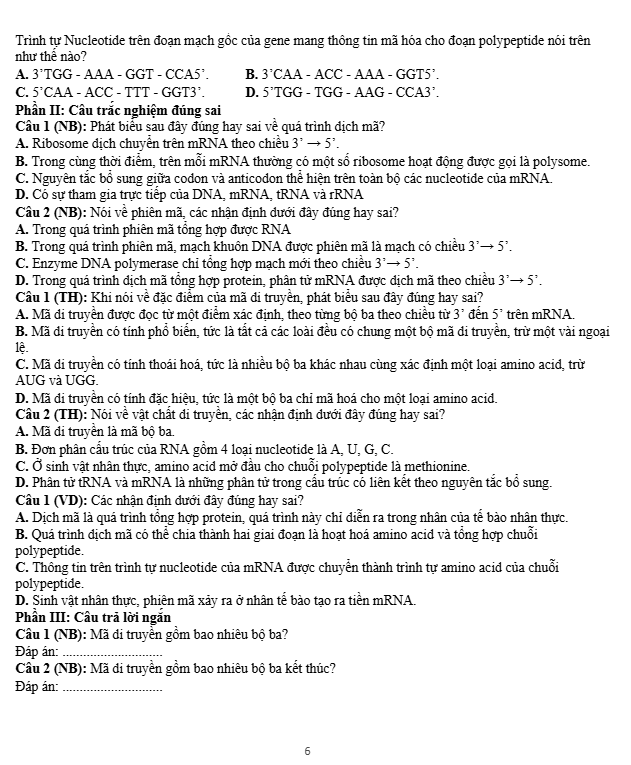 Trình tự Nucleotide trên đoạn mạch gốc của gene mang thông tin mã hóa cho đoạn polypeptide nói trên
như thế nào?
A. 3’TGG - AAA - GGT - CCA5’. B. 3’CAA - ACC - AAA - GGT5’.
C. 5’CAA - ACC - TTT - GGT3’. D. 5’TGG - TGG - AAG - CCA3’.
Phần II: Câu trắc nghiệm đúng sai
Câu 1 (NB): Phát biểu sau đây đúng hay sai về quá trình dịch mã?
A. Ribosome dịch chuyển trên mRNA theo chiều 3’ → 5’.
B. Trong cùng thời điểm, trên mỗi mRNA thường có một số ribosome hoạt động được gọi là polysome.
C. Nguyên tắc bổ sung giữa codon và anticodon thể hiện trên toàn bộ các nucleotide của mRNA.
D. Có sự tham gia trực tiếp của DNA, mRNA, tRNA và rRNA
Câu 2 (NB): Nói về phiên mã, các nhận định dưới đây đúng hay sai?
A. Trong quá trình phiên mã tổng hợp được RNA
B. Trong quá trình phiên mã, mạch khuôn DNA được phiên mã là mạch có chiều 3’→ 5’.
C. Enzyme DNA polymerase chỉ tổng hợp mạch mới theo chiều 3’→ 5’.
D. Trong quá trình dịch mã tổng hợp protein, phân tử mRNA được dịch mã theo chiều 3’→ 5’.
Câu 1 (TH): Khi nói về đặc điểm của mã di truyền, phát biểu sau đây đúng hay sai?
A. Mã di truyền được đọc từ một điểm xác định, theo từng bộ ba theo chiều từ 3’ đến 5’ trên mRNA.
B. Mã di truyền có tính phổ biến, tức là tất cả các loài đều có chung một bộ mã di truyền, trừ một vài ngoại
lệ.
C. Mã di truyền có tính thoái hoá, tức là nhiều bộ ba khác nhau cùng xác định một loại amino acid, trừ
AUG và UGG.
D. Mã di truyền có tính đặc hiệu, tức là một bộ ba chỉ mã hoá cho một loại amino acid.
Câu 2 (TH): Nói về vật chất di truyền, các nhận định dưới đây đúng hay sai?
A. Mã di truyền là mã bộ ba.
B. Đơn phân cấu trúc của RNA gồm 4 loại nucleotide là A, U, G, C.
C. Ở sinh vật nhân thực, amino acid mở đầu cho chuỗi polypeptide là methionine.
D. Phân tử tRNA và mRNA là những phân tử trong cấu trúc có liên kết theo nguyên tắc bổ sung.
Câu 1 (VD): Các nhận định dưới đây đúng hay sai?
A. Dịch mã là quá trình tổng hợp protein, quá trình này chỉ diễn ra trong nhân của tế bào nhân thực.
B. Quá trình dịch mã có thể chia thành hai giai đoạn là hoạt hoá amino acid và tổng hợp chuỗi
polypeptide.
C. Thông tin trên trình tự nucleotide của mRNA được chuyển thành trình tự amino acid của chuỗi
polypeptide.
D. Sinh vật nhân thực, phiên mã xảy ra ở nhân tế bào tạo ra tiền mRNA.
Phần III: Câu trả lời ngắn
Câu 1 (NB): Mã di truyền gồm bao nhiêu bộ ba?
Đáp án: ............................
Câu 2 (NB): Mã di truyền gồm bao nhiêu bộ ba kết thúc?
Đáp án: ............................
6